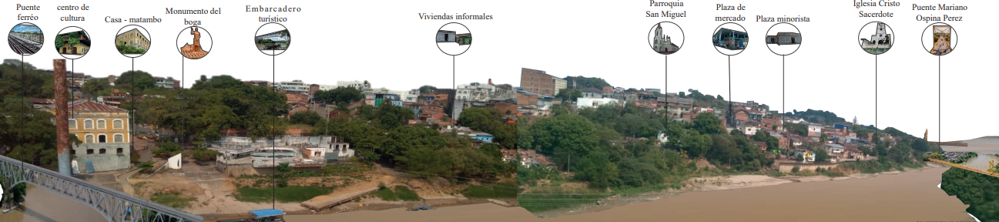 Puente
ferréo
centro de
cultura
Casa - matambo
Monumento del
boga
Embarcadero
turístico
Viviendas informales
Parroquia
San Miguel
Plaza de
mercado
Plaza minorista
Iglesia Cristo
Sacerdote
Puente Mariano
Ospina Perez